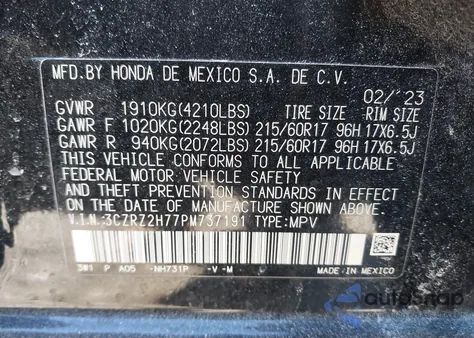 MFD.BY HONDA DE MEXICO S.A. DE C.V.
02/'23
GVWR 1910KG(4210LBS) TIRE SIZE RIM SIZE
GAWR F 1020KG(2248LBS) 215/60R17 96H 17X6.5J
GAWR R 940KG(2072LBS) 215/60R17 96H 17X6.5J
THIS VEHICLE CONFORMS TO ALL APPLICABLE
FEDERAL MOTOR VEHICLE SAFETY
AND THEFT PREVENTION STANDARDS IN EFFECT
ON THE DATE OF MANUFACTURE SHOWN ABOVE.
V.I.N:3CZRZ2H77PM737191 TYPE:MPV
3W1 P A05 NH731P -V-M
MADE IN MEXICO
autosnap